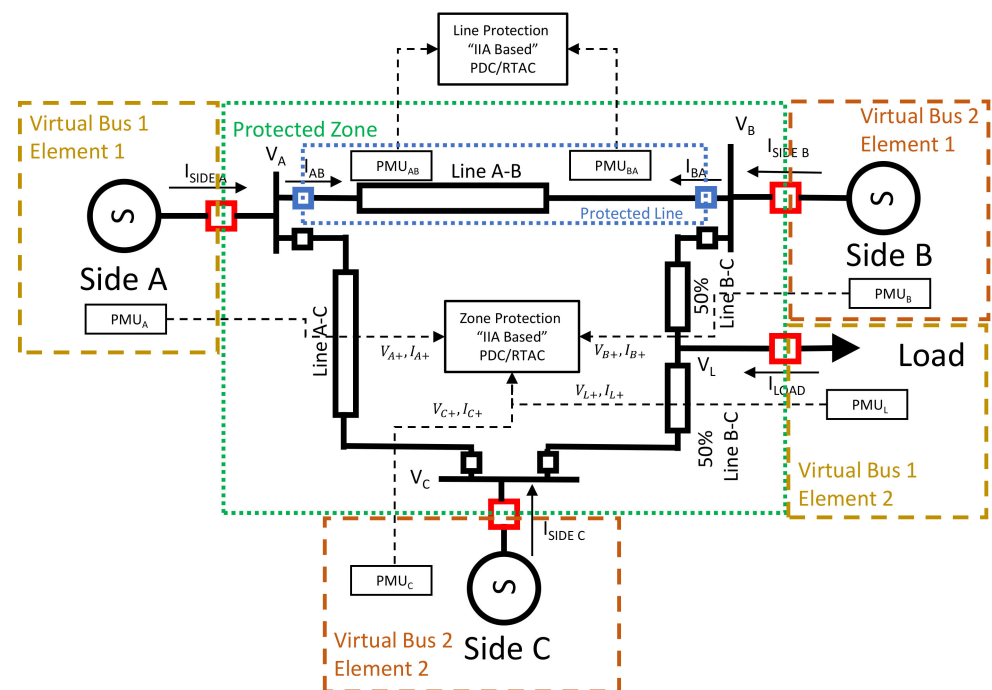 Line Protection
“IIA Based”
PDC/RTAC
Virtual Bus 1
Element 1
Protected Zone
Virtual Bus 2
Element 1
V_A
V_B
I_SIDE A
I_AB
PMU_AB
Line A-B
PMU_BA
I_BA
I_SIDE B
Protected Line
S
S
Side A
Side B
PMU_A
PMU_B
Line A-C
50%
Line B-C
Zone Protection
“IIA Based”
PDC/RTAC
V_A+, I_A+
V_B+, I_B+
V_L
Load
I_LOAD
V_C+, I_C+
V_L+, I_L+
PMU_L
50%
Line B-C
V_C
Virtual Bus 1
Element 2
I_SIDE C
PMU_C
S
Virtual Bus 2
Element 2
Side C